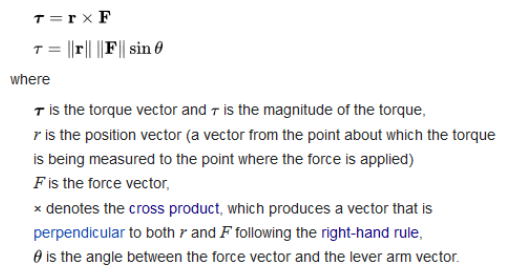 τ = r × F
τ = ‖r‖ ‖F‖ sin θ
where
τ is the torque vector and τ is the magnitude of the torque,
r is the position vector (a vector from the point about which the torque
is being measured to the point where the force is applied)
F is the force vector,
× denotes the cross product, which produces a vector that is
perpendicular to both r and F following the right-hand rule,
θ is the angle between the force vector and the lever arm vector.